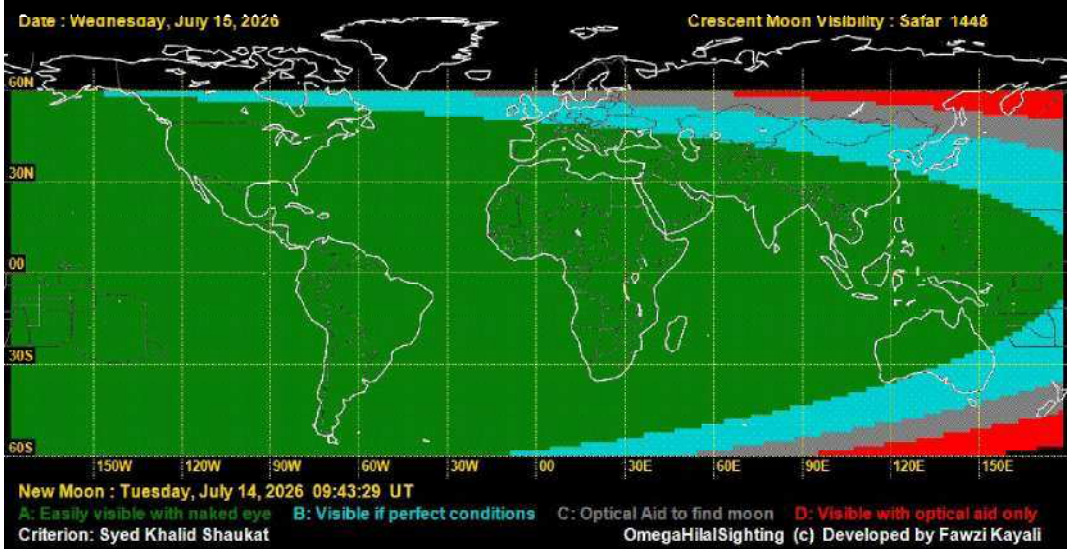 Date : Wednesday, July 15, 2026 Crescent Moon Visibility : Safar 1448
60N
30N
00
30S
60S
150W 120W 90W 60W 30W 00 30E 60E 90E 120E 150E
New Moon : Tuesday, July 14, 2026 09:43:29 UT
A: Easily visible with naked eye B: Visible if perfect conditions C: Optical Aid to find moon D: Visible with optical aid only
Criterion: Syed Khalid Shaukat OmegaHilalSighting (c) Developed by Fawzi Kayali